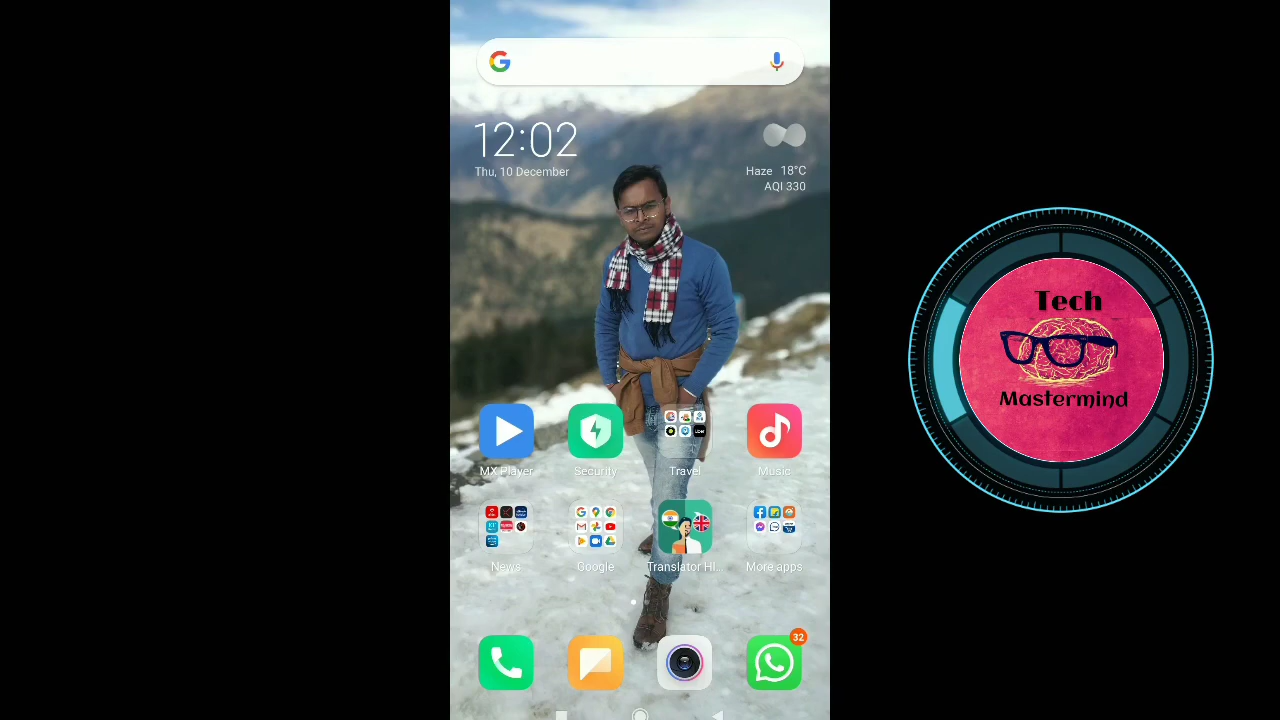 12:02
Thu, 10 December
Haze 18°C
AQI 330
MX Player
Security
Travel
Music
News
Google
Translator HI..
More apps
32
Tech
Mastermind